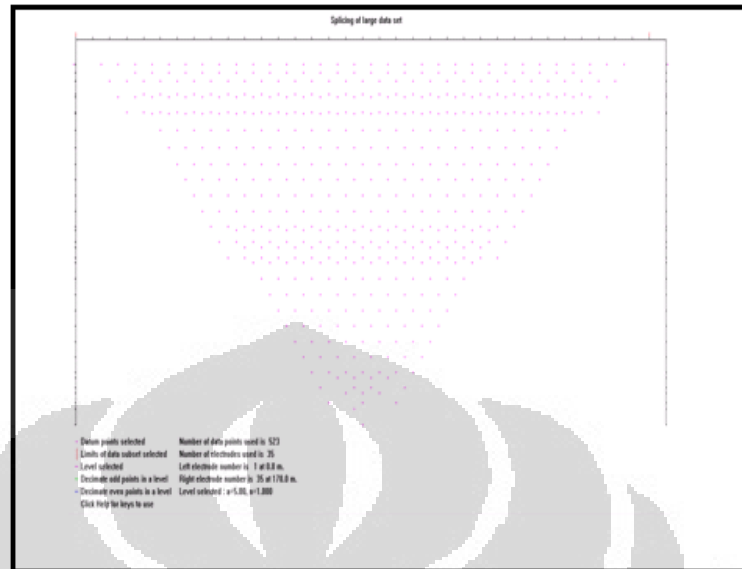 Splicing of large data set
Datum points selected Number of data points used is 523
Limits of data subset selected Number of electrodes used is 35
Level selected Left electrode number is 1 at 0.0 m.
Decimate odd points in a level Right electrode number is 35 at 170.0 m.
Decimate even points in a level Level selected : a=5.00, n=1.000
Click Help for keys to use